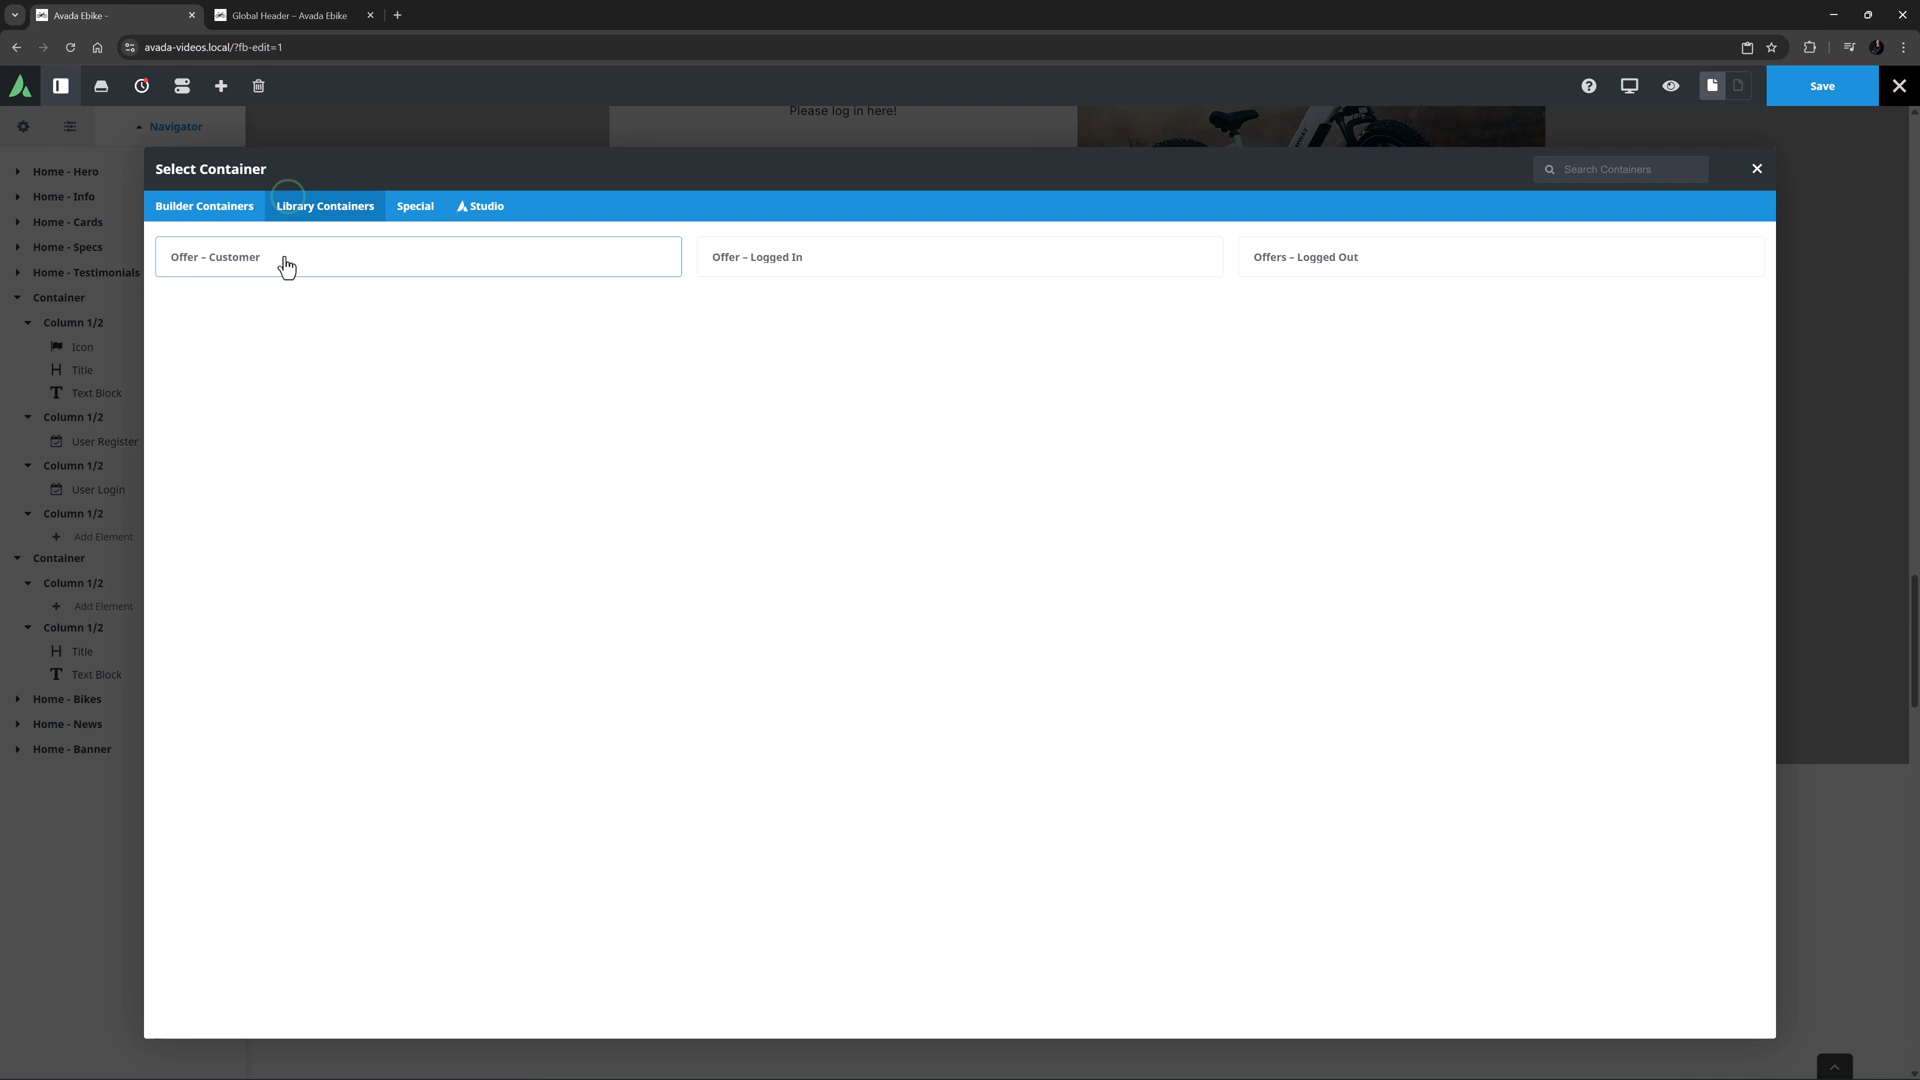 Avada Ebike -
Global Header – Avada Ebike
avada-videos.local/?fb-edit=1
Save
Navigator
Please log in here!
Select Container
Search Containers
Builder Containers
Library Containers
Special
Studio
Offer – Customer
Offer – Logged In
Offers – Logged Out
Home - Hero
Home - Info
Home - Cards
Home - Specs
Home - Testimonials
Container
Column 1/2
Icon
Title
Text Block
Column 1/2
User Register
Column 1/2
User Login
Column 1/2
Add Element
Container
Column 1/2
Add Element
Column 1/2
Title
Text Block
Home - Bikes
Home - News
Home - Banner